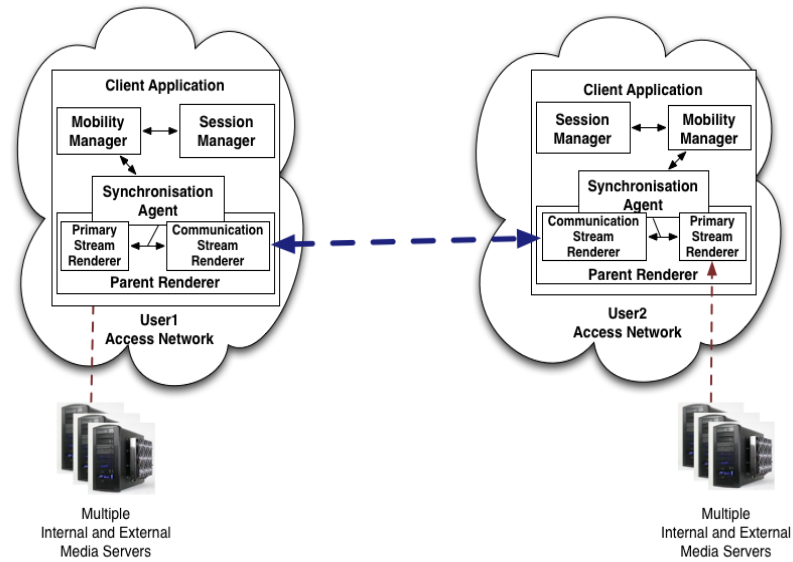 Client Application
Mobility
Manager
Session
Manager
Synchronisation
Agent
Primary
Stream
Renderer
Communication
Stream
Renderer
Parent Renderer
User1
Access Network
Multiple
Internal and External
Media Servers
Client Application
Session
Manager
Mobility
Manager
Synchronisation
Agent
Communication
Stream
Renderer
Primary
Stream
Renderer
Parent Renderer
User2
Access Network
Multiple
Internal and External
Media Servers